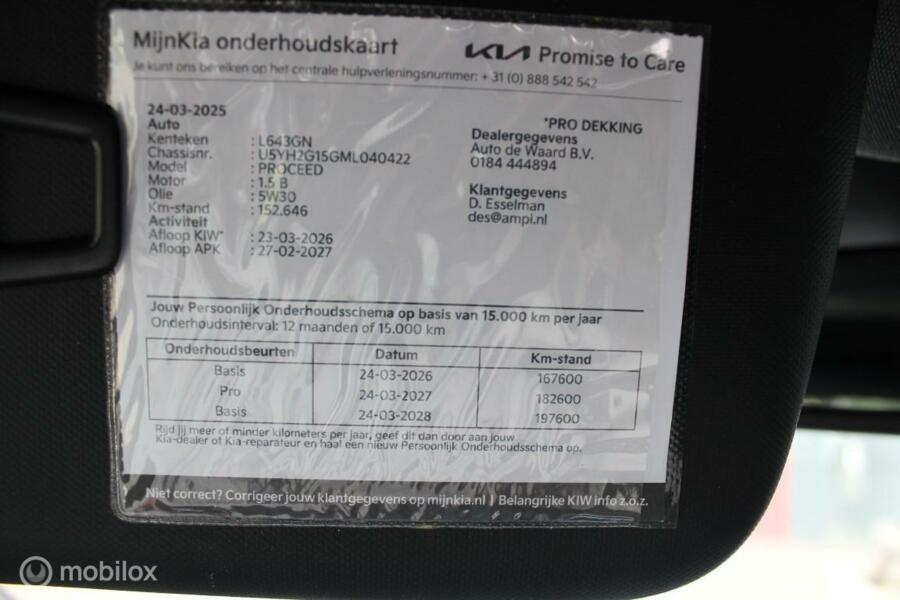 MijnKia onderhoudskaart
KIA Promise to Care
Je kunt ons bereiken op het centrale hulpverleningsnummer: + 31 (0) 888 542 542
24-03-2025
Auto
Kenteken : L643GN
Chassisnr. : U5YH2G15GML040422
Model : PROCEED
Motor : 1.5 B
Olie : 5W30
Km-stand : 152.646
Activiteit
Afloop KIW* : 23-03-2026
Afloop APK : 27-02-2027
*PRO DEKKING
Dealergegevens
Auto de Waard B.V.
0184 444894
Klantgegevens
D. Esselman
des@ampi.nl
Jouw Persoonlijk Onderhoudsschema op basis van 15.000 km per jaar
Onderhoudsinterval: 12 maanden of 15.000 km
Onderhoudsbeurten Datum Km-stand
Basis 24-03-2026 167600
Pro 24-03-2027 182600
Basis 24-03-2028 197600
Rijd jij meer of minder kilometers per jaar, geef dit dan door aan jouw
Kia-dealer of Kia-reparateur en haal een nieuw Persoonlijk Onderhoudsschema op.
Niet correct? Corrigeer jouw klantgegevens op mijnkia.nl | Belangrijke KIW info z.o.z.
mobilox